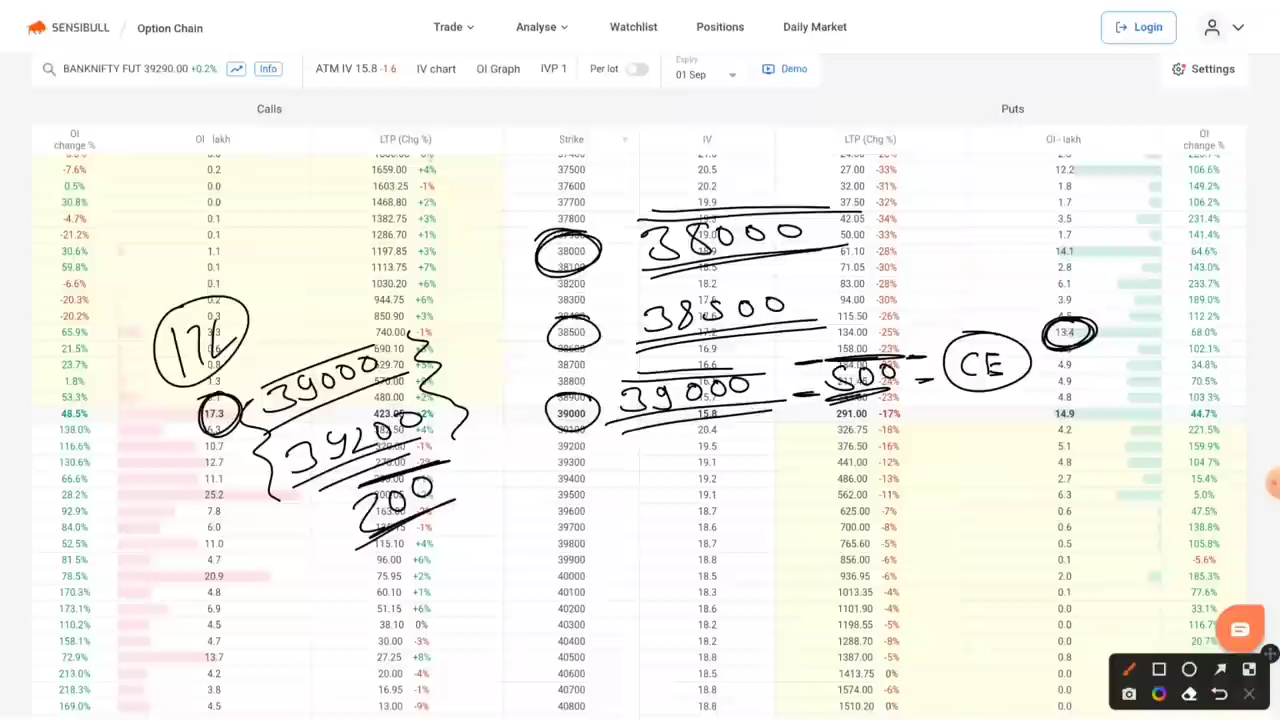 SENSIBULL / Option Chain Trade Analyse Watchlist Positions Daily Market Login
BANKNIFTY FUT 39290.00 +0.2% Info ATM IV 15.8 -1.6 IV chart OI Graph IVP 1 Per lot Expiry 01 Sep Demo Settings
Calls Puts
OI change % OI lakh LTP (Chg %) Strike IV LTP (Chg %) OI - lakh OI change %
-7.6% 0.2 1659.00 +4% 37500 20.5 27.00 -33% 12.2 106.6%
0.5% 0.0 1603.25 -1% 37600 20.2 32.00 -31% 1.8 149.2%
30.8% 0.0 1468.80 +2% 37700 19.9 37.50 -32% 1.7 106.2%
-4.7% 0.1 1382.75 +3% 37800 42.05 -34% 3.5 231.4%
-21.2% 0.1 1286.70 +1% 50.00 -33% 1.7 141.4%
30.6% 1.1 1197.85 +3% 38000 61.10 -28% 14.1 64.6%
59.8% 0.1 1113.75 +7% 38100 18.5 71.05 -30% 2.8 143.0%
-6.6% 0.1 1030.20 +6% 38200 18.2 83.00 -28% 6.1 233.7%
-20.3% 0.2 944.75 +6% 38300 94.00 -30% 3.9 189.0%
-20.2% 0.3 850.90 +3% 115.50 -26% 112.2%
65.9% 740.00 -1% 38500 17.2 134.00 -25% 13.4 68.0%
21.5% 690.10 16.9 158.00 -23% 102.1%
23.7% 16.6 4.9 34.8%
1.8% 1.3 38800 4.9 70.5%
53.3% 480.00 4.8 103.3%
48.5% 17.3 423 39000 15.8 291.00 -17% 14.9 44.7%
138.0% +4% 20.4 326.75 -18% 4.2 221.5%
116.6% 10.7 -1% 39200 19.5 376.50 -16% 5.1 159.9%
130.6% 12.7 39300 19.1 441.00 -12% 4.8 104.7%
66.6% 11.1 39400 19.2 486.00 -13% 2.7 15.4%
28.2% 25.2 39500 19.1 562.00 -11% 6.3 5.0%
92.9% 7.8 39600 18.7 625.00 -7% 0.6 47.5%
84.0% 6.0 -1% 39700 18.6 700.00 -8% 0.6 138.8%
52.5% 11.0 115.10 +4% 39800 18.7 765.60 -5% 0.5 105.8%
81.5% 4.7 96.00 +6% 39900 18.8 856.00 -6% 0.1 -5.6%
78.5% 20.9 75.95 +2% 40000 18.5 936.95 -6% 2.0 185.3%
170.3% 4.8 60.10 +1% 40100 18.3 1013.35 -4% 0.1 77.6%
173.1% 6.9 51.15 +6% 40200 18.6 1101.90 -4% 0.0 33.1%
110.2% 4.5 38.10 0% 40300 18.2 1198.55 -5% 0.0 116.7
158.1% 4.7 30.00 -3% 40400 18.2 1288.70 -8% 0.0 20.7%
72.9% 13.7 27.25 +8% 40500 18.8 1387.00 -5% 0.8
213.0% 4.2 20.00 -4% 40600 18.5 1413.75 0% 0.0
218.3% 3.8 16.95 -1% 40700 18.8 1574.00 -6% 0.0
169.0% 4.5 13.00 -9% 40800 18.8 1510.20 0% 0.0
38000
38500
39000 - 500 = CE
39000
39200
200